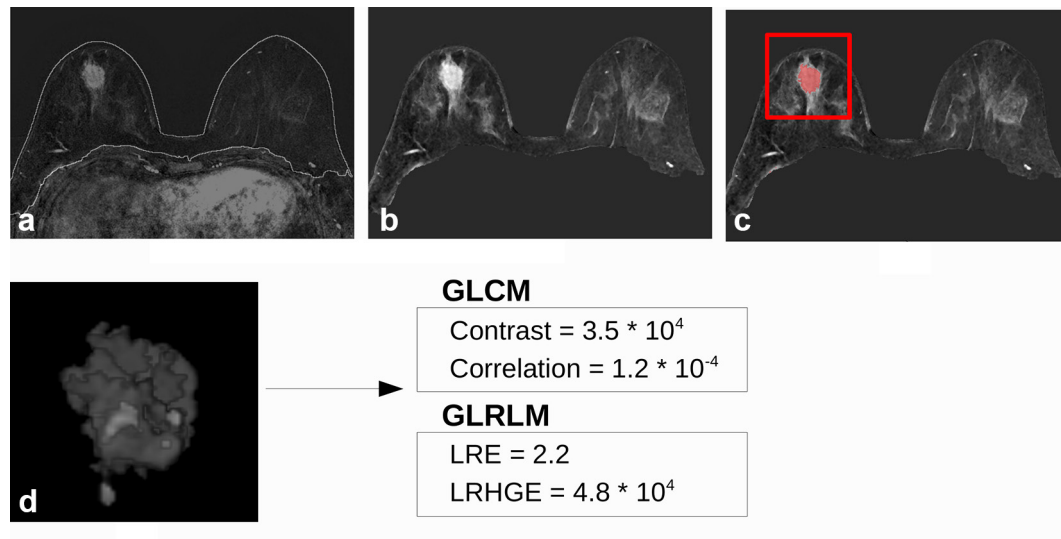 a
b
c
d
GLCM
Contrast = 3.5 * 10⁴
Correlation = 1.2 * 10⁻⁴
GLRLM
LRE = 2.2
LRHGE = 4.8 * 10⁴